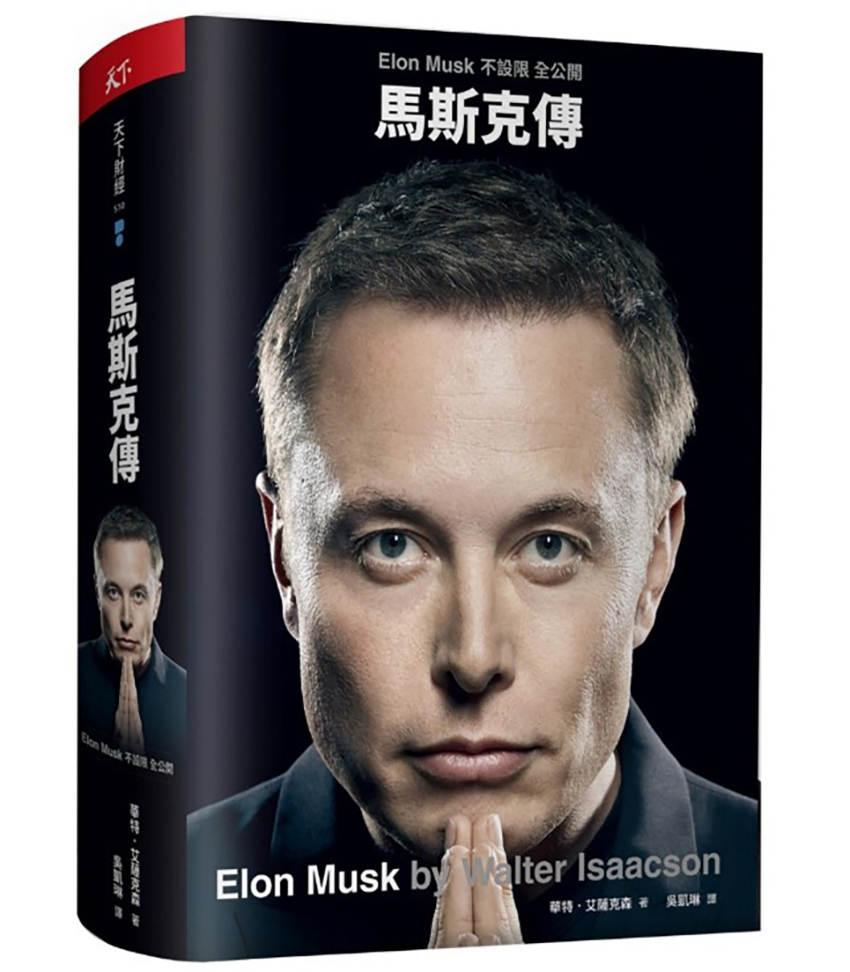 Elon Musk 不設限 全公開
馬斯克傳
Elon Musk by Walter Isaacson
華特・艾薩克森 著 吳凱琳 譯
天下
天下財經
510
馬斯克傳
Elon Musk 不設限 全公開
華特・艾薩克森 著
吳凱琳 譯